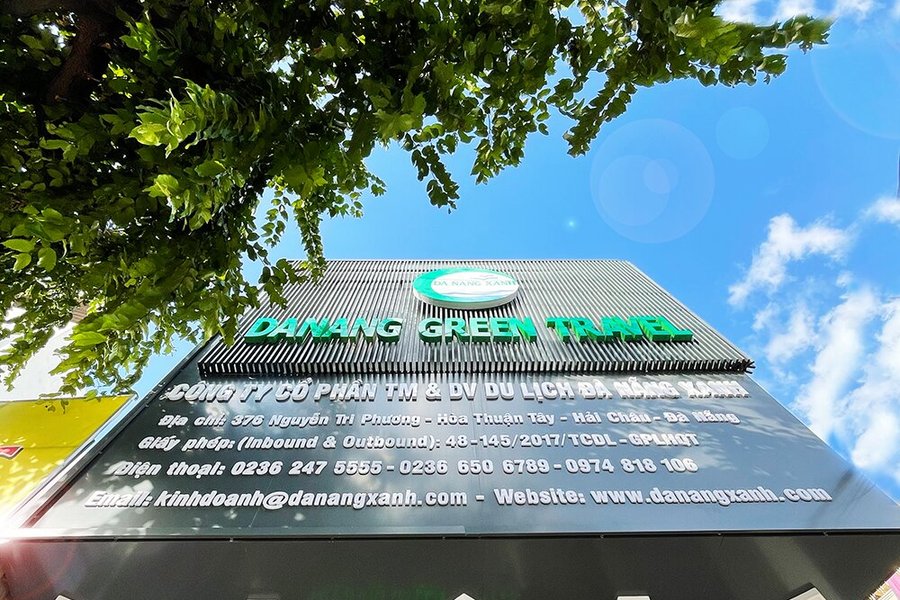 ĐÀ NẴNG XANH
DANANG GREEN TRAVEL
CÔNG TY CỔ PHẦN TM & DV DU LỊCH ĐÀ NẴNG XANH
Địa chỉ: 376 Nguyễn Tri Phương - Hòa Thuận Tây - Hải Châu - Đà Nẵng
Giấy phép: (Inbound & Outbound): 48-145/2017/TCDL - GPLHQT
Điện thoại: 0236 247 5555 - 0236 650 6789 - 0974 818 106
Email: kinhdoanh@danangxanh.com - Website: www.danangxanh.com